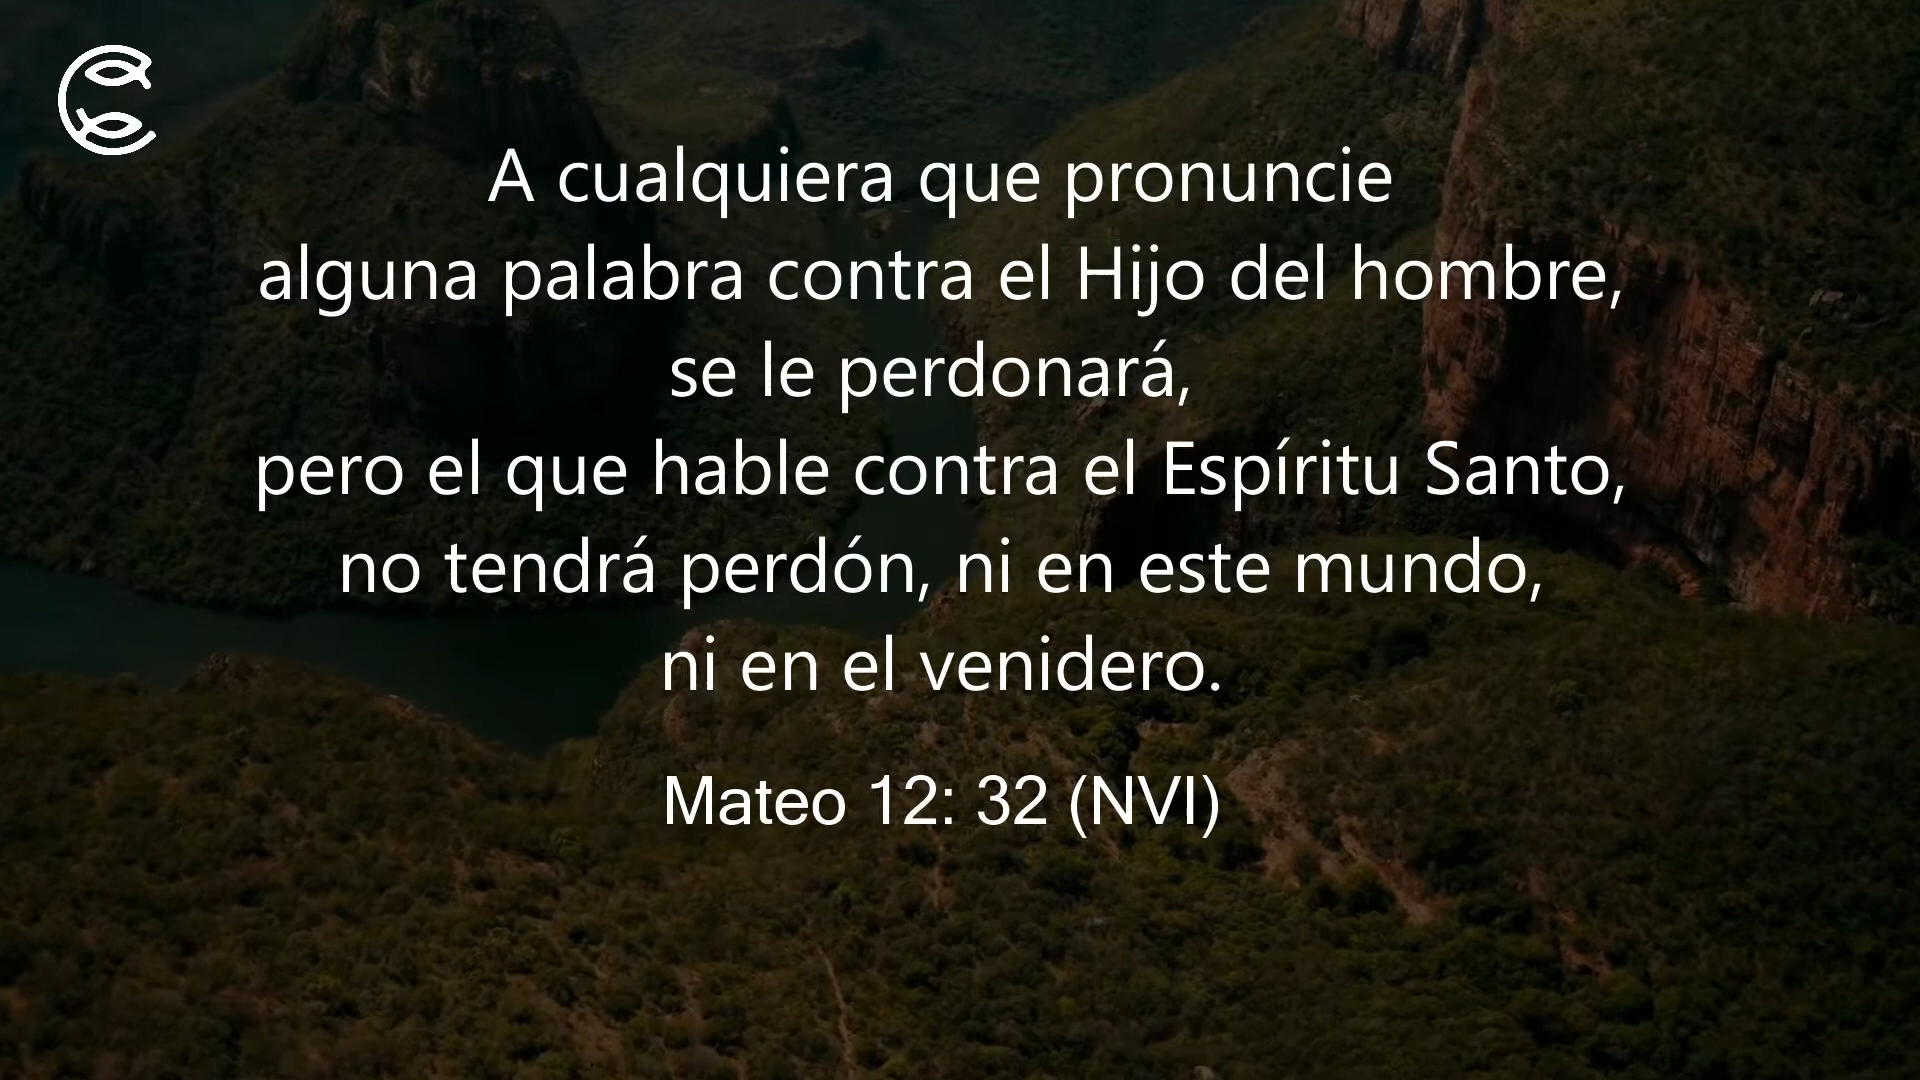 A cualquiera que pronuncie
alguna palabra contra el Hijo del hombre,
se le perdonará,
pero el que hable contra el Espíritu Santo,
no tendrá perdón, ni en este mundo,
ni en el venidero.
Mateo 12: 32 (NVI)